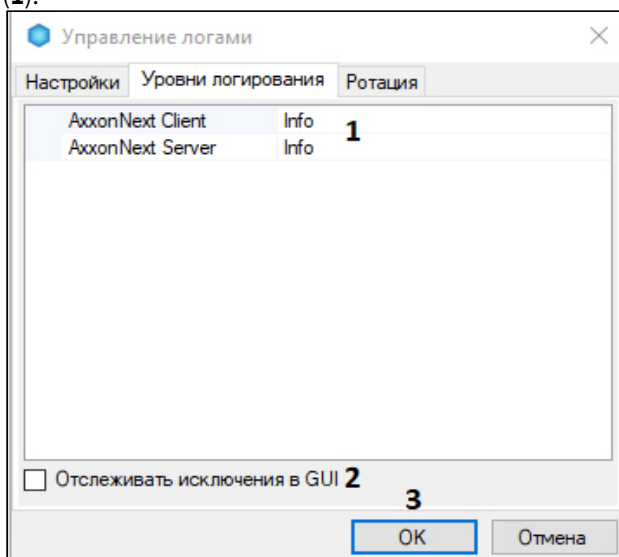 (1).
Управление логами
Настройки Уровни логирования Ротация
AxxonNext Client Info
1
AxxonNext Server Info
Отслеживать исключения в GUI 2
3
OK Отмена